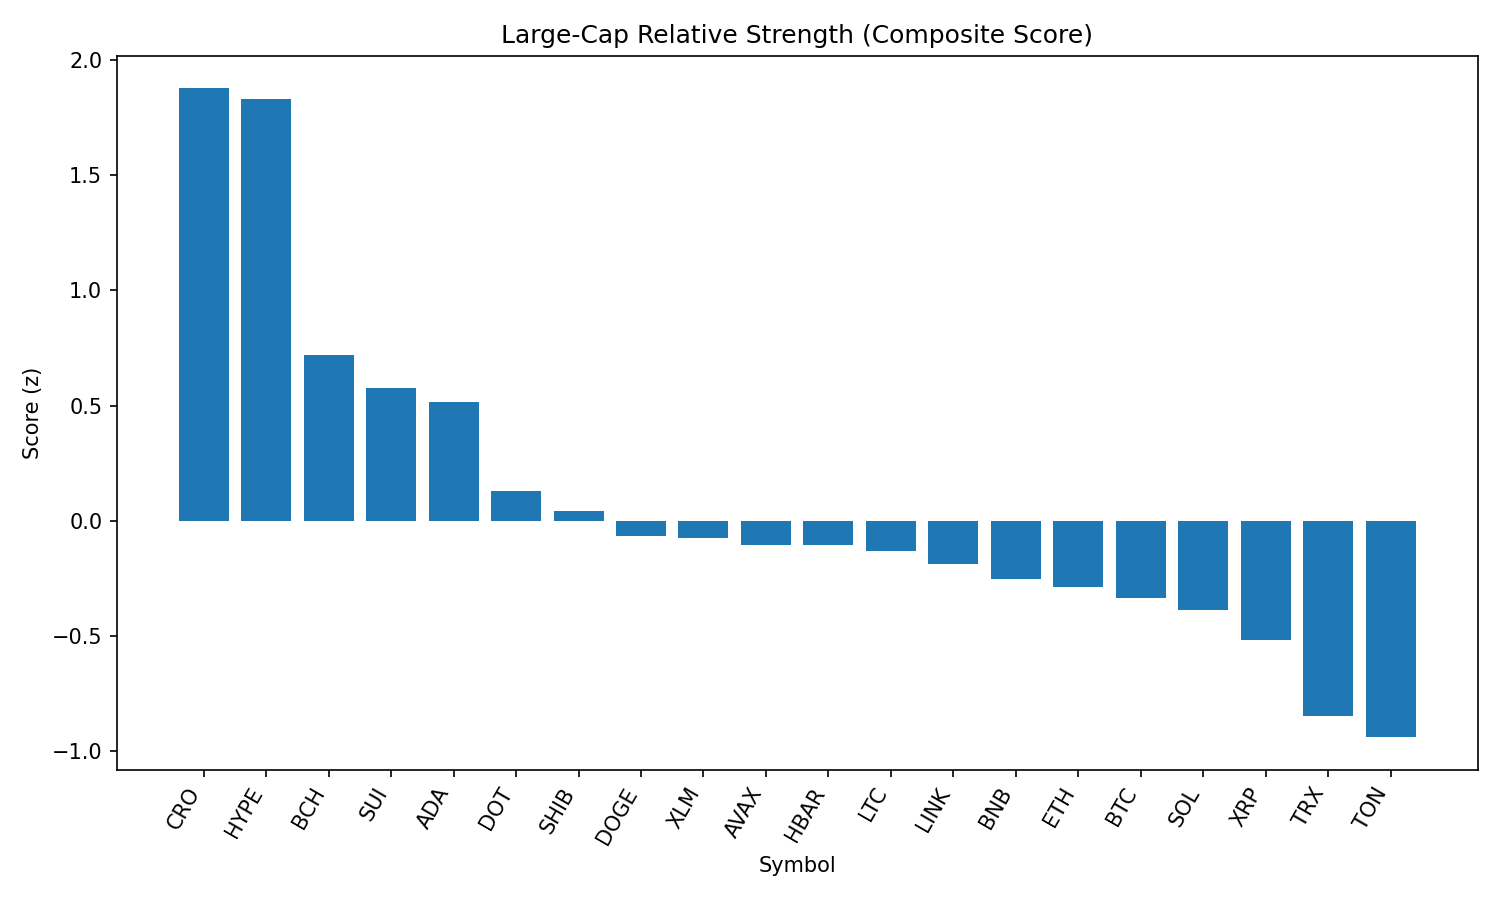 Large-Cap Relative Strength (Composite Score)
2.0
1.5
1.0
0.5
0.0
−0.5
−1.0
Score (z)
CRO
HYPE
BCH
SUI
ADA
DOT
SHIB
DOGE
XLM
AVAX
HBAR
LTC
LINK
BNB
ETH
BTC
SOL
XRP
TRX
TON
Symbol